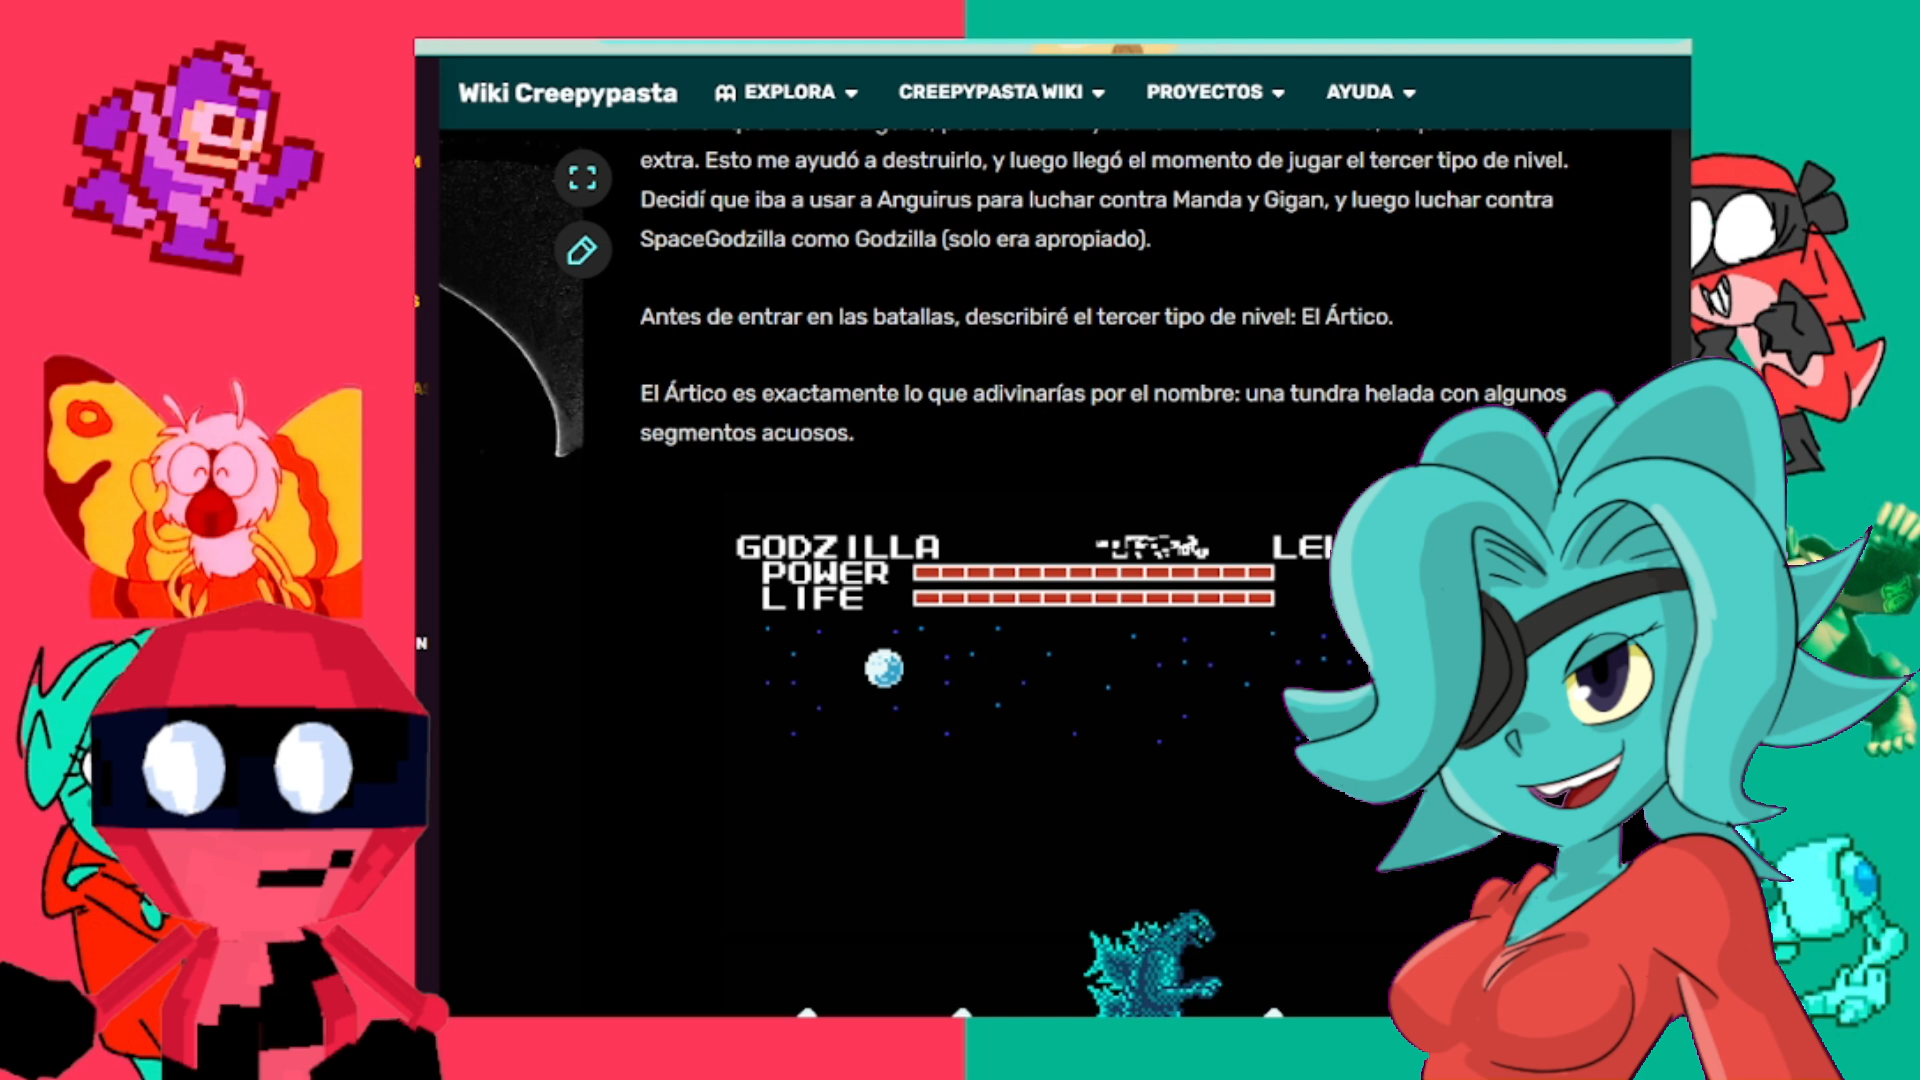 Wiki Creepypasta EXPLORA CREEPYPASTA WIKI PROYECTOS AYUDA
extra. Esto me ayudó a destruirlo, y luego llegó el momento de jugar el tercer tipo de nivel.
Decidí que iba a usar a Anguirus para luchar contra Manda y Gigan, y luego luchar contra
SpaceGodzilla como Godzilla (solo era apropiado).
Antes de entrar en las batallas, describiré el tercer tipo de nivel: El Ártico.
El Ártico es exactamente lo que adivinarías por el nombre: una tundra helada con algunos
segmentos acuosos.
GODZILLA
POWER
LIFE
N